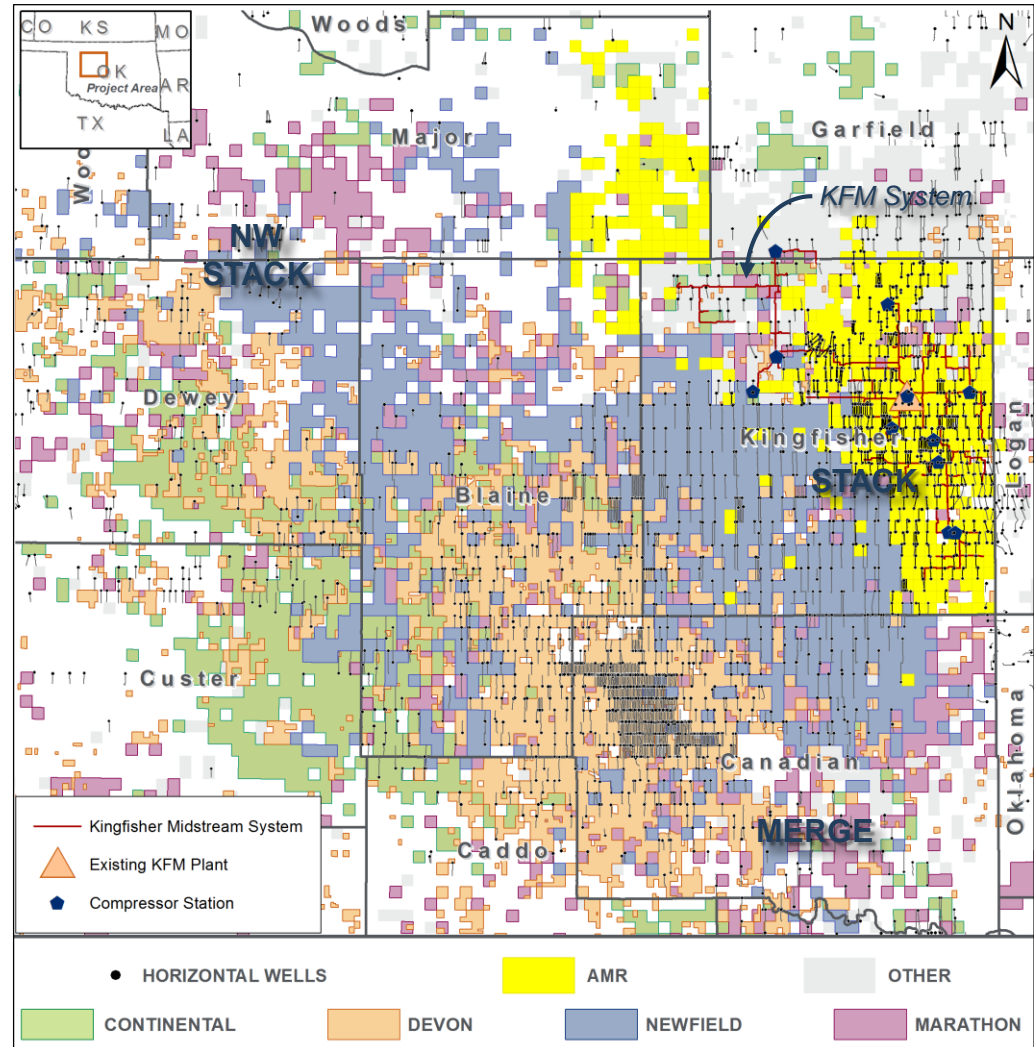 CO
KS
MO
OK
AR
Project Area
TX
LA
Woods
N
Major
Garfield
Woo
KFM System
NW
STACK
Dewey
Kingfisher
Logan
STACK
Blaine
Custer
Canadian
Oklahoma
MERGE
Caddo
Kingfisher Midstream System
Existing KFM Plant
Compressor Station
HORIZONTAL WELLS
AMR
OTHER
CONTINENTAL
DEVON
NEWFIELD
MARATHON